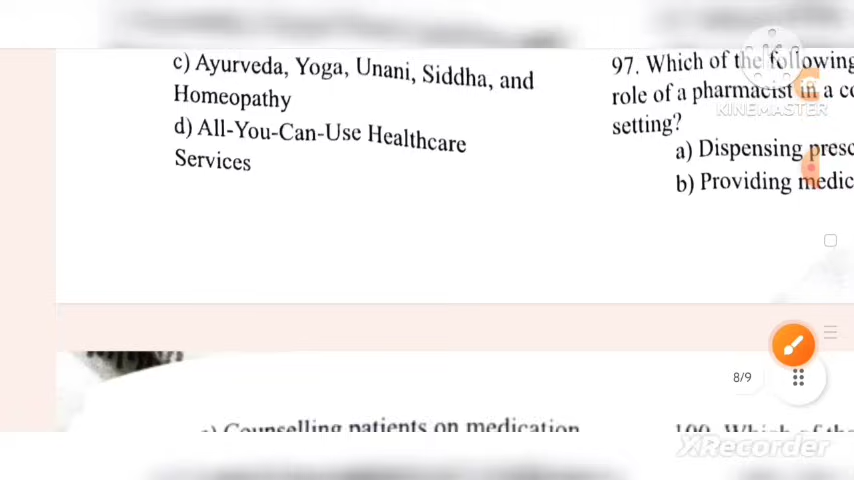 c) Ayurveda, Yoga, Unani, Siddha, and
Homeopathy
d) All-You-Can-Use Healthcare
Services
97. Which of the following
role of a pharmacist in a
setting?
a) Dispensing
b) Providing
KINEMASTER
8/9
Counselling patients on medication
XRecorder